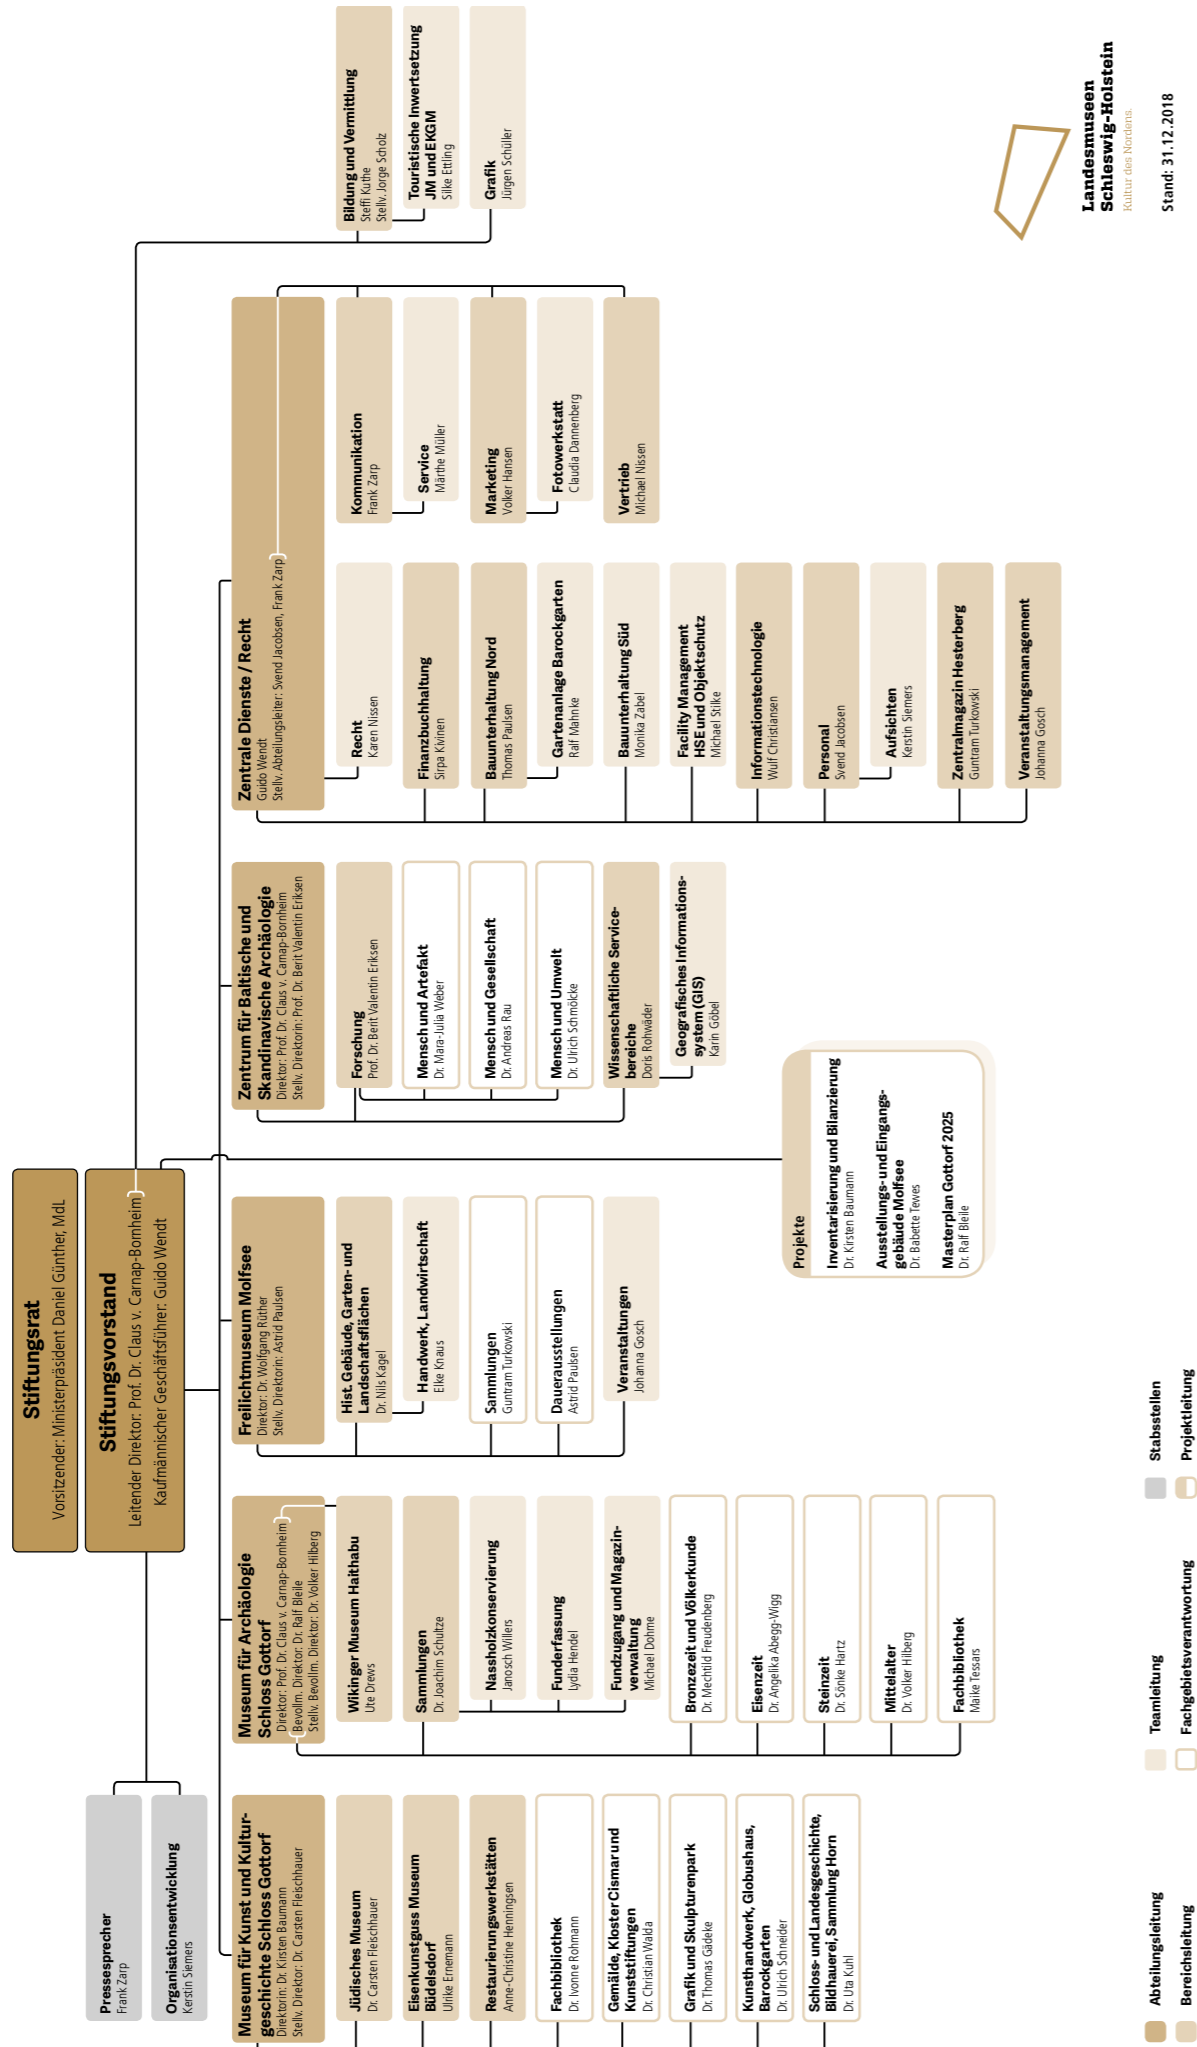 Stiftungsrat
Vorsitzender: Ministerpräsident Daniel Günther, MdL
Stiftungsvorstand
Leitender Direktor: Prof. Dr. Claus v. Carnap-Bornheim
Kaufmännischer Geschäftsführer: Guido Wendt
Pressesprecher
Frank Zarp
Organisationsentwicklung
Kerstin Siemers
Museum für Kunst und Kultur-
geschichte Schloss Gottorf
Direktorin: Dr. Kirsten Baumann
Stellv. Direktor: Dr. Carsten Fleischhauer
Jüdisches Museum
Dr. Carsten Fleischhauer
Eisenkunstguss Museum
Büdelsdorf
Ulrike Ernemann
Restaurierungswerkstätten
Anne-Christine Henningsen
Fachbibliothek
Dr. Ivonne Rohmann
Gemälde, Kloster Cismar und
Kunststiftungen
Dr. Christian Walda
Grafik und Skulpturenpark
Dr. Thomas Gädeke
Kunsthandwerk, Globushaus,
Barockgarten
Dr. Ulrich Schneider
Schloss- und Landesgeschichte,
Bildhauerei, Sammlung Horn
Dr. Uta Kuhl
Museum für Archäologie
Schloss Gottorf
Direktor: Prof. Dr. Claus v. Carnap-Bornheim
Bevollm. Direktor: Dr. Ralf Bleile
Stellv. Bevollm. Direktor: Dr. Volker Hilberg
Wikinger Museum Haithabu
Ute Drews
Sammlungen
Dr. Joachim Schultze
Nassholzkonservierung
Janosch Willers
Funderfassung
Lydia Hendel
Fundzugang und Magazin-
verwaltung
Michael Dohme
Bronzezeit und Völkerkunde
Dr. Mechtild Freudenberg
Eisenzeit
Dr. Angelika Abegg-Wigg
Steinzeit
Dr. Sönke Hartz
Mittelalter
Dr. Volker Hilberg
Fachbibliothek
Maike Tessars
Freilichtmuseum Molfsee
Direktor: Dr. Wolfgang Rüther
Stellv. Direktorin: Astrid Paulsen
Hist. Gebäude, Garten- und
Landschaftsflächen
Dr. Nils Kagel
Handwerk, Landwirtschaft
Elke Knaus
Sammlungen
Guntram Turkowski
Dauerausstellungen
Astrid Paulsen
Veranstaltungen
Johanna Gosch
Projekte
Inventarisierung und Bilanzierung
Dr. Kirsten Baumann
Ausstellungs- und Eingangs-
gebäude Molfsee
Dr. Babette Tewes
Masterplan Gottorf 2025
Dr. Ralf Bleile
Zentrum für Baltische und
Skandinavische Archäologie
Direktor: Prof. Dr. Claus v. Carnap-Bornheim
Stellv. Direktorin: Prof. Dr. Berit Valentin Eriksen
Forschung
Prof. Dr. Berit Valentin Eriksen
Mensch und Artefakt
Dr. Mara-Julia Weber
Mensch und Gesellschaft
Dr. Andreas Rau
Mensch und Umwelt
Dr. Ulrich Schmölcke
Wissenschaftliche Service-
bereiche
Doris Rohwäder
Geografisches Informations-
system (GIS)
Karin Göbel
Zentrale Dienste / Recht
Guido Wendt
Stellv. Abteilungsleiter: Svend Jacobsen, Frank Zarp
Recht
Karen Nissen
Finanzbuchhaltung
Sirpa Kivinen
Bauunterhaltung Nord
Thomas Paulsen
Gartenanlage Barockgarten
Ralf Mahnke
Bauunterhaltung Süd
Monika Zabel
Facility Management
HSE und Objektschutz
Michael Stilke
Informationstechnologie
Wulf Christiansen
Personal
Svend Jacobsen
Aufsichten
Kerstin Siemers
Zentralmagazin Hesterberg
Guntram Turkowski
Veranstaltungsmanagement
Johanna Gosch
Kommunikation
Frank Zarp
Service
Märthe Müller
Marketing
Volker Hansen
Fotowerkstatt
Claudia Dannenberg
Vertrieb
Michael Nissen
Bildung und Vermittlung
Steffi Kuthe
Stellv. Jorge Scholz
Touristische Inwertsetzung
JM und EKGM
Silke Ettling
Grafik
Jürgen Schüller
Abteilungsleitung
Bereichsleitung
Teamleitung
Fachgebietsverantwortung
Stabsstellen
Projektleitung
Landesmuseen
Schleswig-Holstein
Kultur des Nordens.
Stand: 31.12.2018